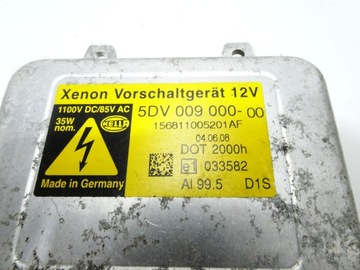 Xenon Vorschaltgerät 12V
1100V DC/85V AC
35W nom.
HELLA
5DV 009 000-00
156811005201AF
04.06.08
DOT 2000h
e1 033582
Made in Germany
AI 99.5 D1S